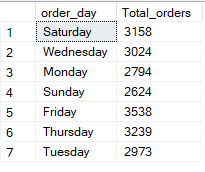 order_day Total_orders
1 Saturday 3158
2 Wednesday 3024
3 Monday 2794
4 Sunday 2624
5 Friday 3538
6 Thursday 3239
7 Tuesday 2973